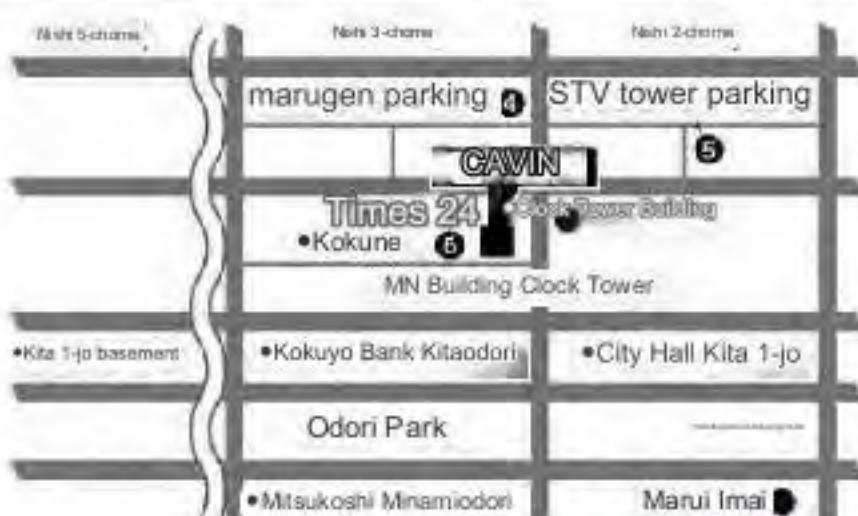 Nishi 5-chome
Nishi 3-chome
Nishi 2-chome
marugen parking 4
STV tower parking
5
CAVIN
Times 24
Clock Tower Building
•Kokune 6
MN Building Clock Tower
•Kita 1-jo basement
•Kokuyo Bank Kitaodori
•City Hall Kita 1-jo
Odori Park
•Mitsukoshi Minamiodori
Marui Imai